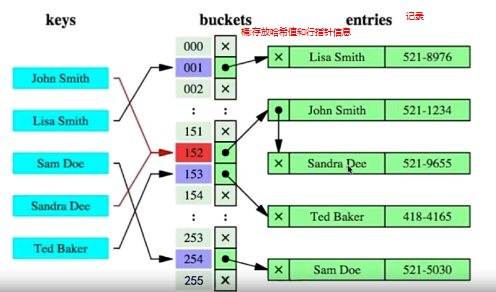 keys
buckets
entries
记录
桶:存放哈希值和行指针信息
John Smith
Lisa Smith
Sam Doe
Sandra Dee
Ted Baker
000 ×
001
002 ×
: :
151 ×
152
153
154 ×
: :
253 ×
254
255 ×
× Lisa Smith 521-8976
John Smith 521-1234
× Sandra Dee 521-9655
× Ted Baker 418-4165
× Sam Doe 521-5030